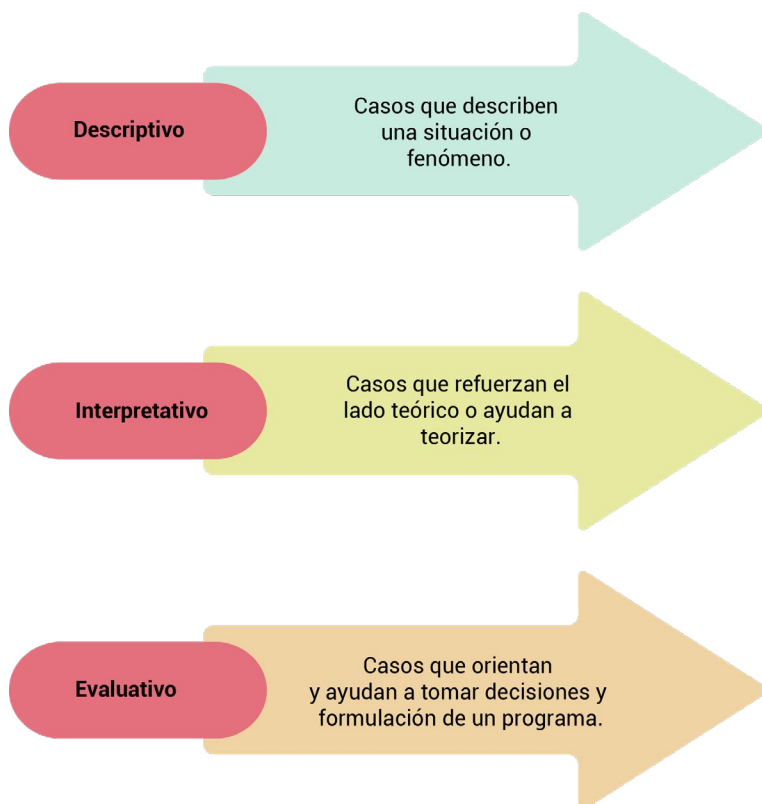 Descriptivo
Casos que describen
una situación o
fenómeno.
Interpretativo
Casos que refuerzan el
lado teórico o ayudan a
teorizar.
Evaluativo
Casos que orientan
y ayudan a tomar decisiones y
formulación de un programa.